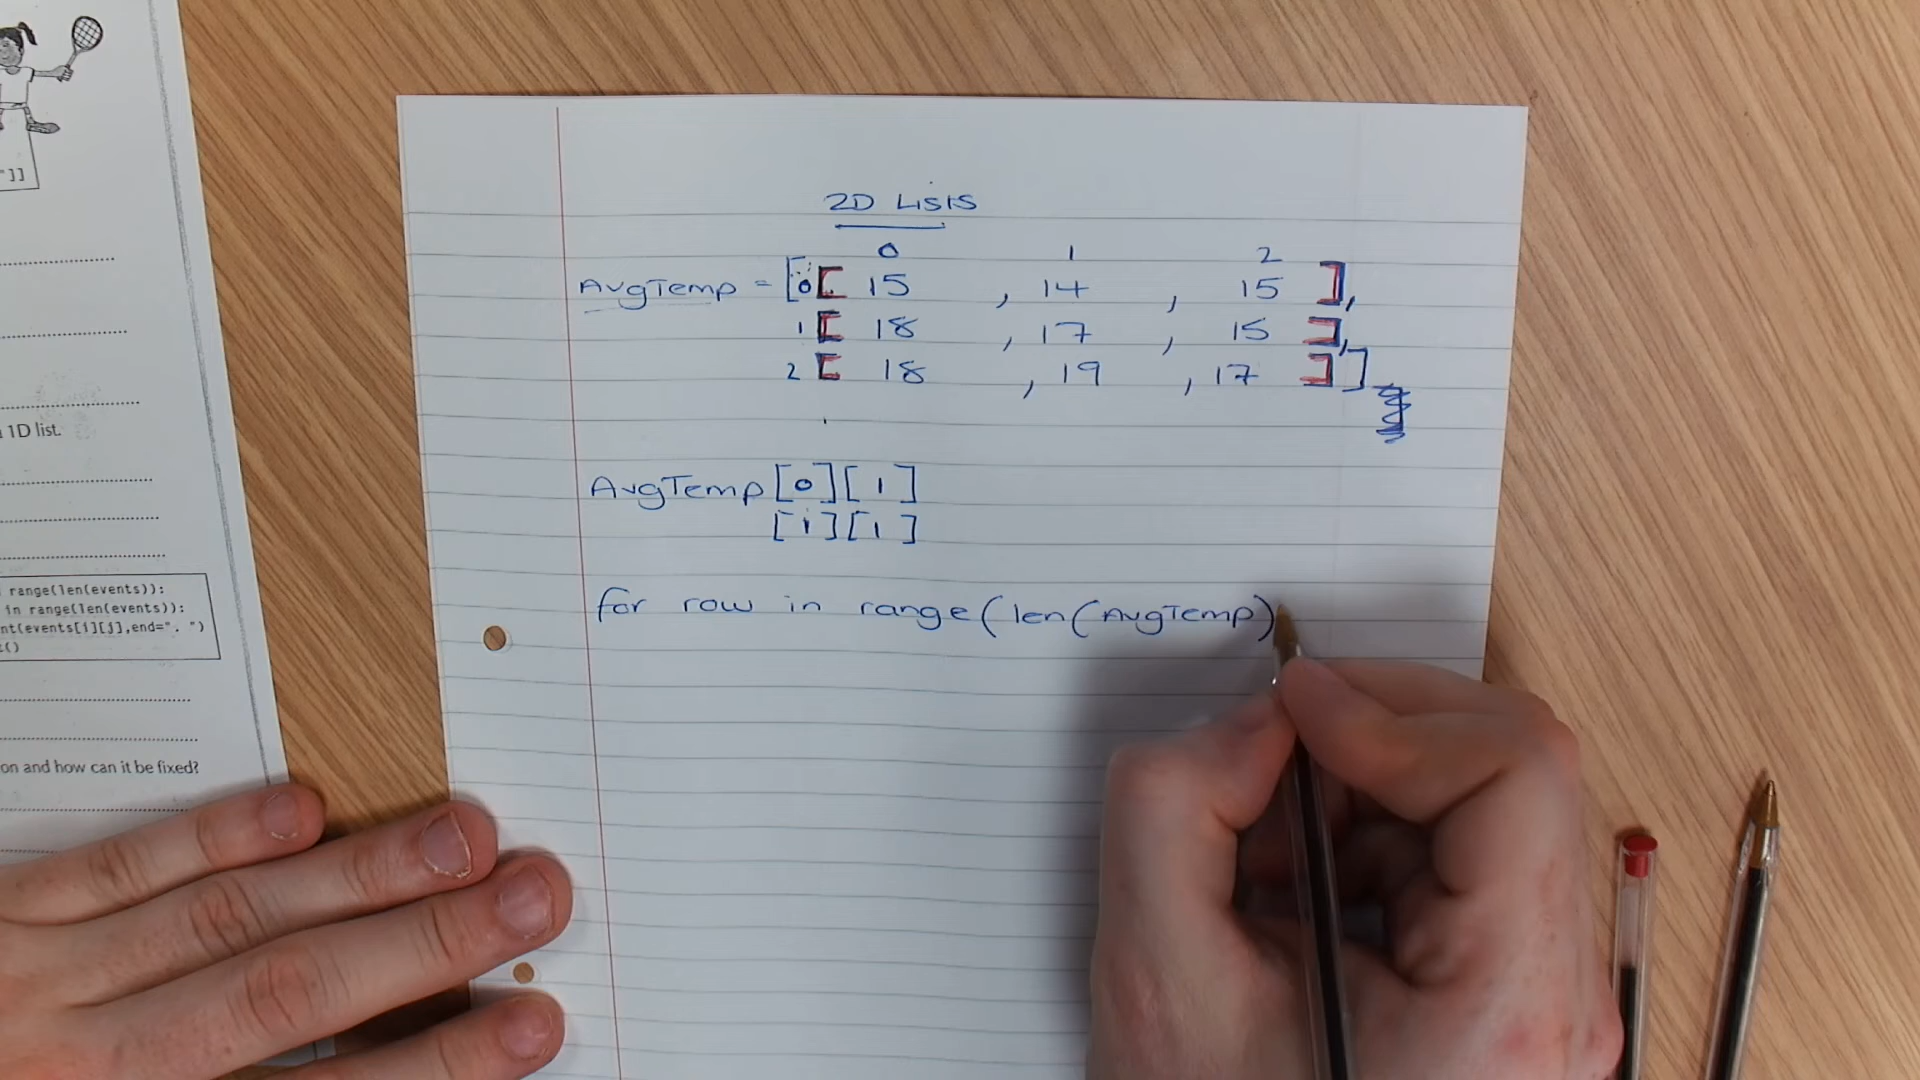 "]]
1D list.
range(len(events)):
in range(len(events)):
nt(events[i][j],end=". ")
()
on and how can it be fixed?
2D Lists
0 1 2
AvgTemp = [0[ 15 , 14 , 15 ],
1[ 18 , 17 , 15 ],
2[ 18 , 19 , 17 ]]
AvgTemp[0][1]
[1][1]
for row in range(len(AvgTemp)